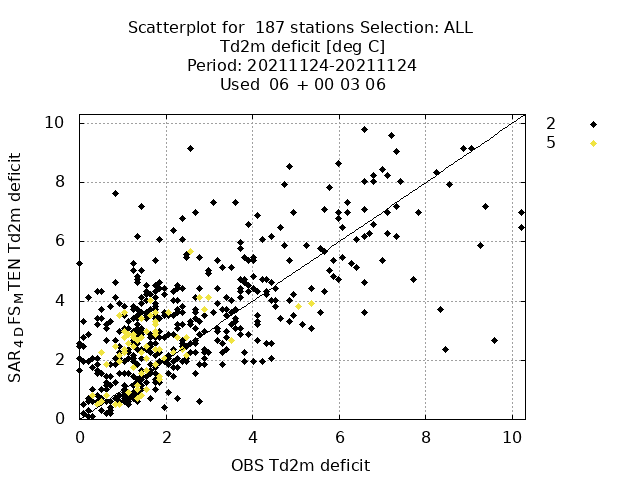 Scatterplot for 187 stations Selection: ALL
Td2m deficit [deg C]
Period: 20211124-20211124
Used 06 + 00 03 06
SAR4DFSMTEN Td2m deficit
10
8
6
4
2
0
0 2 4 6 8 10
OBS Td2m deficit
2
5